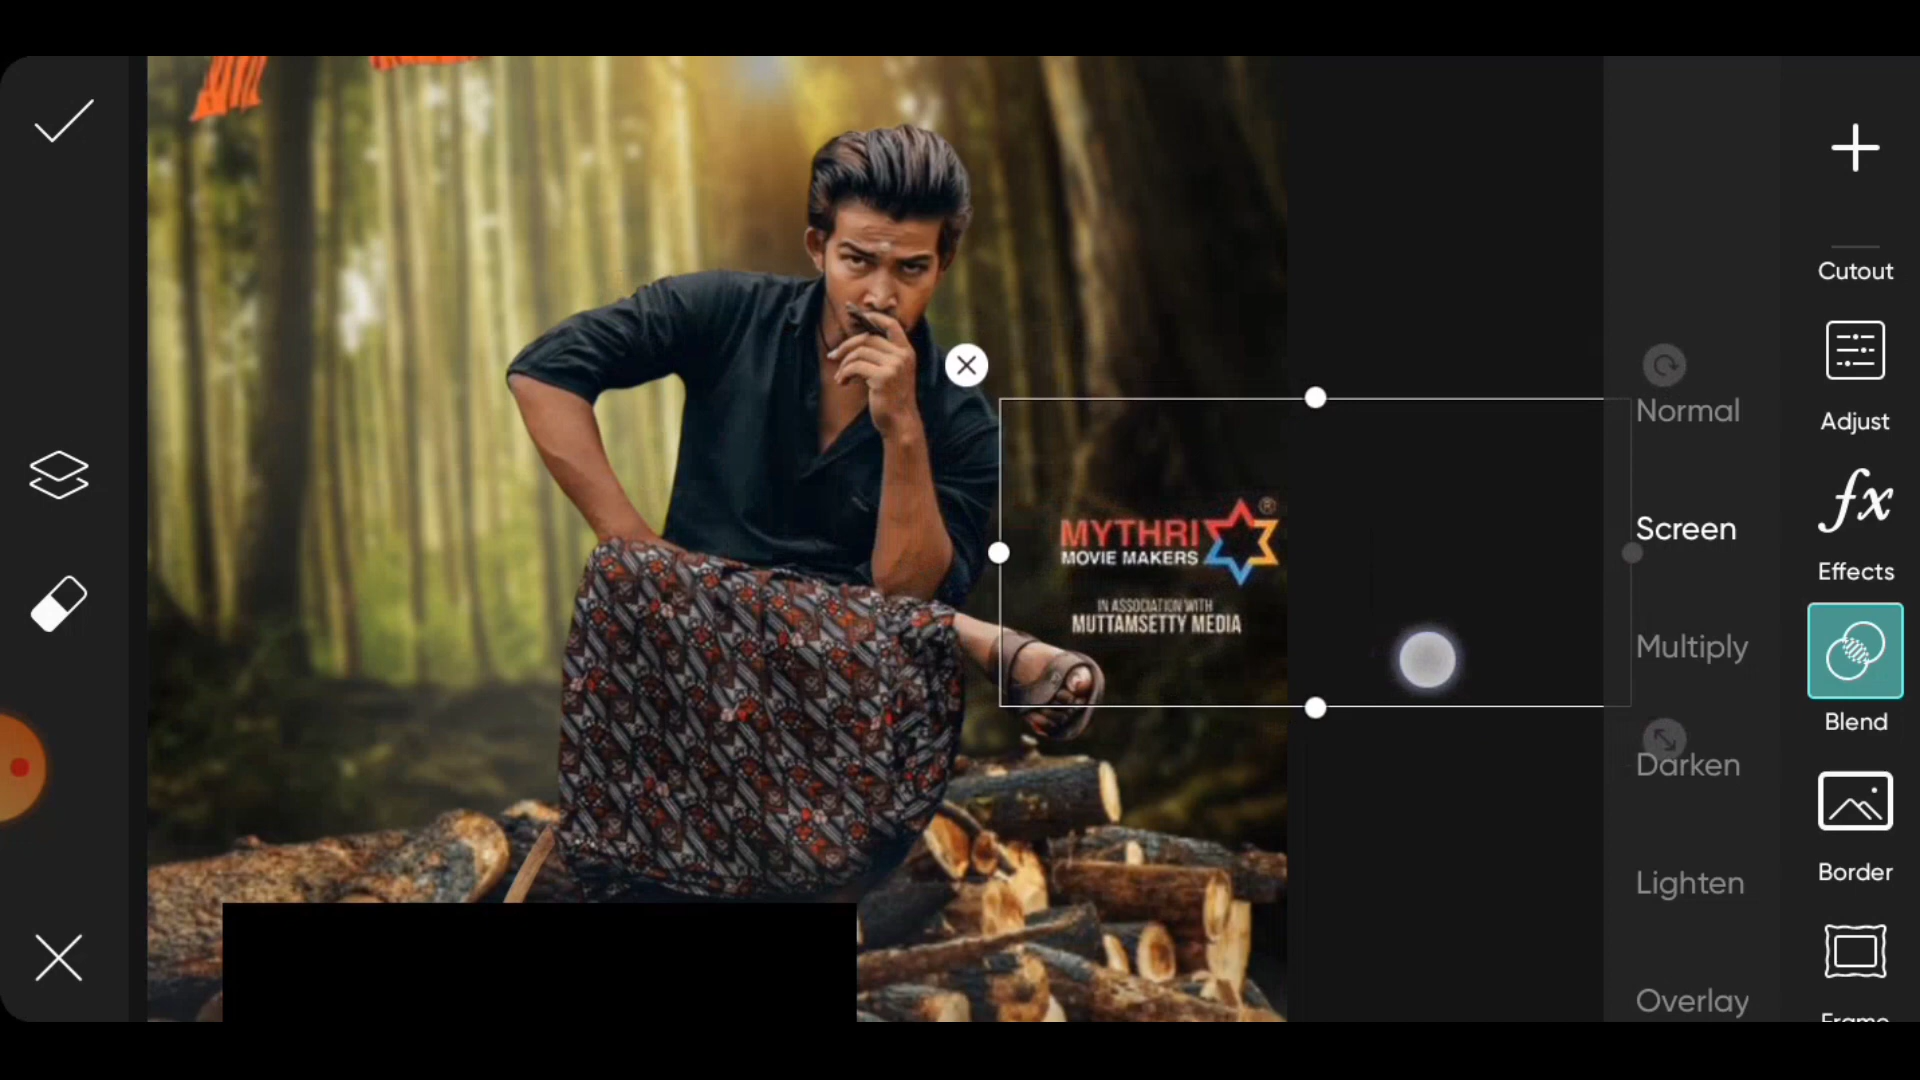 Cutout
Adjust
fx
Effects
Blend
Border
Normal
Screen
Multiply
Darken
Lighten
Overlay
MYTHRI ®
MOVIE MAKERS
IN ASSOCIATION WITH
MUTTAMSETTY MEDIA